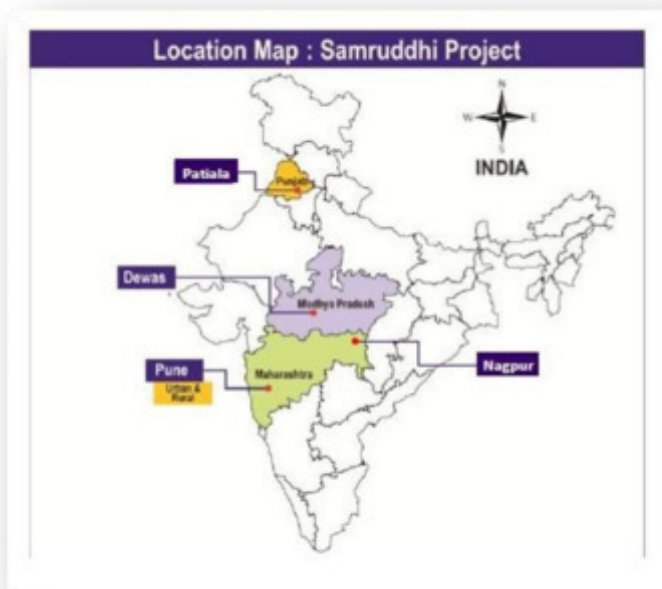 Location Map : Samruddhi Project
N
W E
S
INDIA
Patiala
Punjab
Dewas
Madhya Pradesh
Pune
Urban &
Rural
Maharashtra
Nagpur